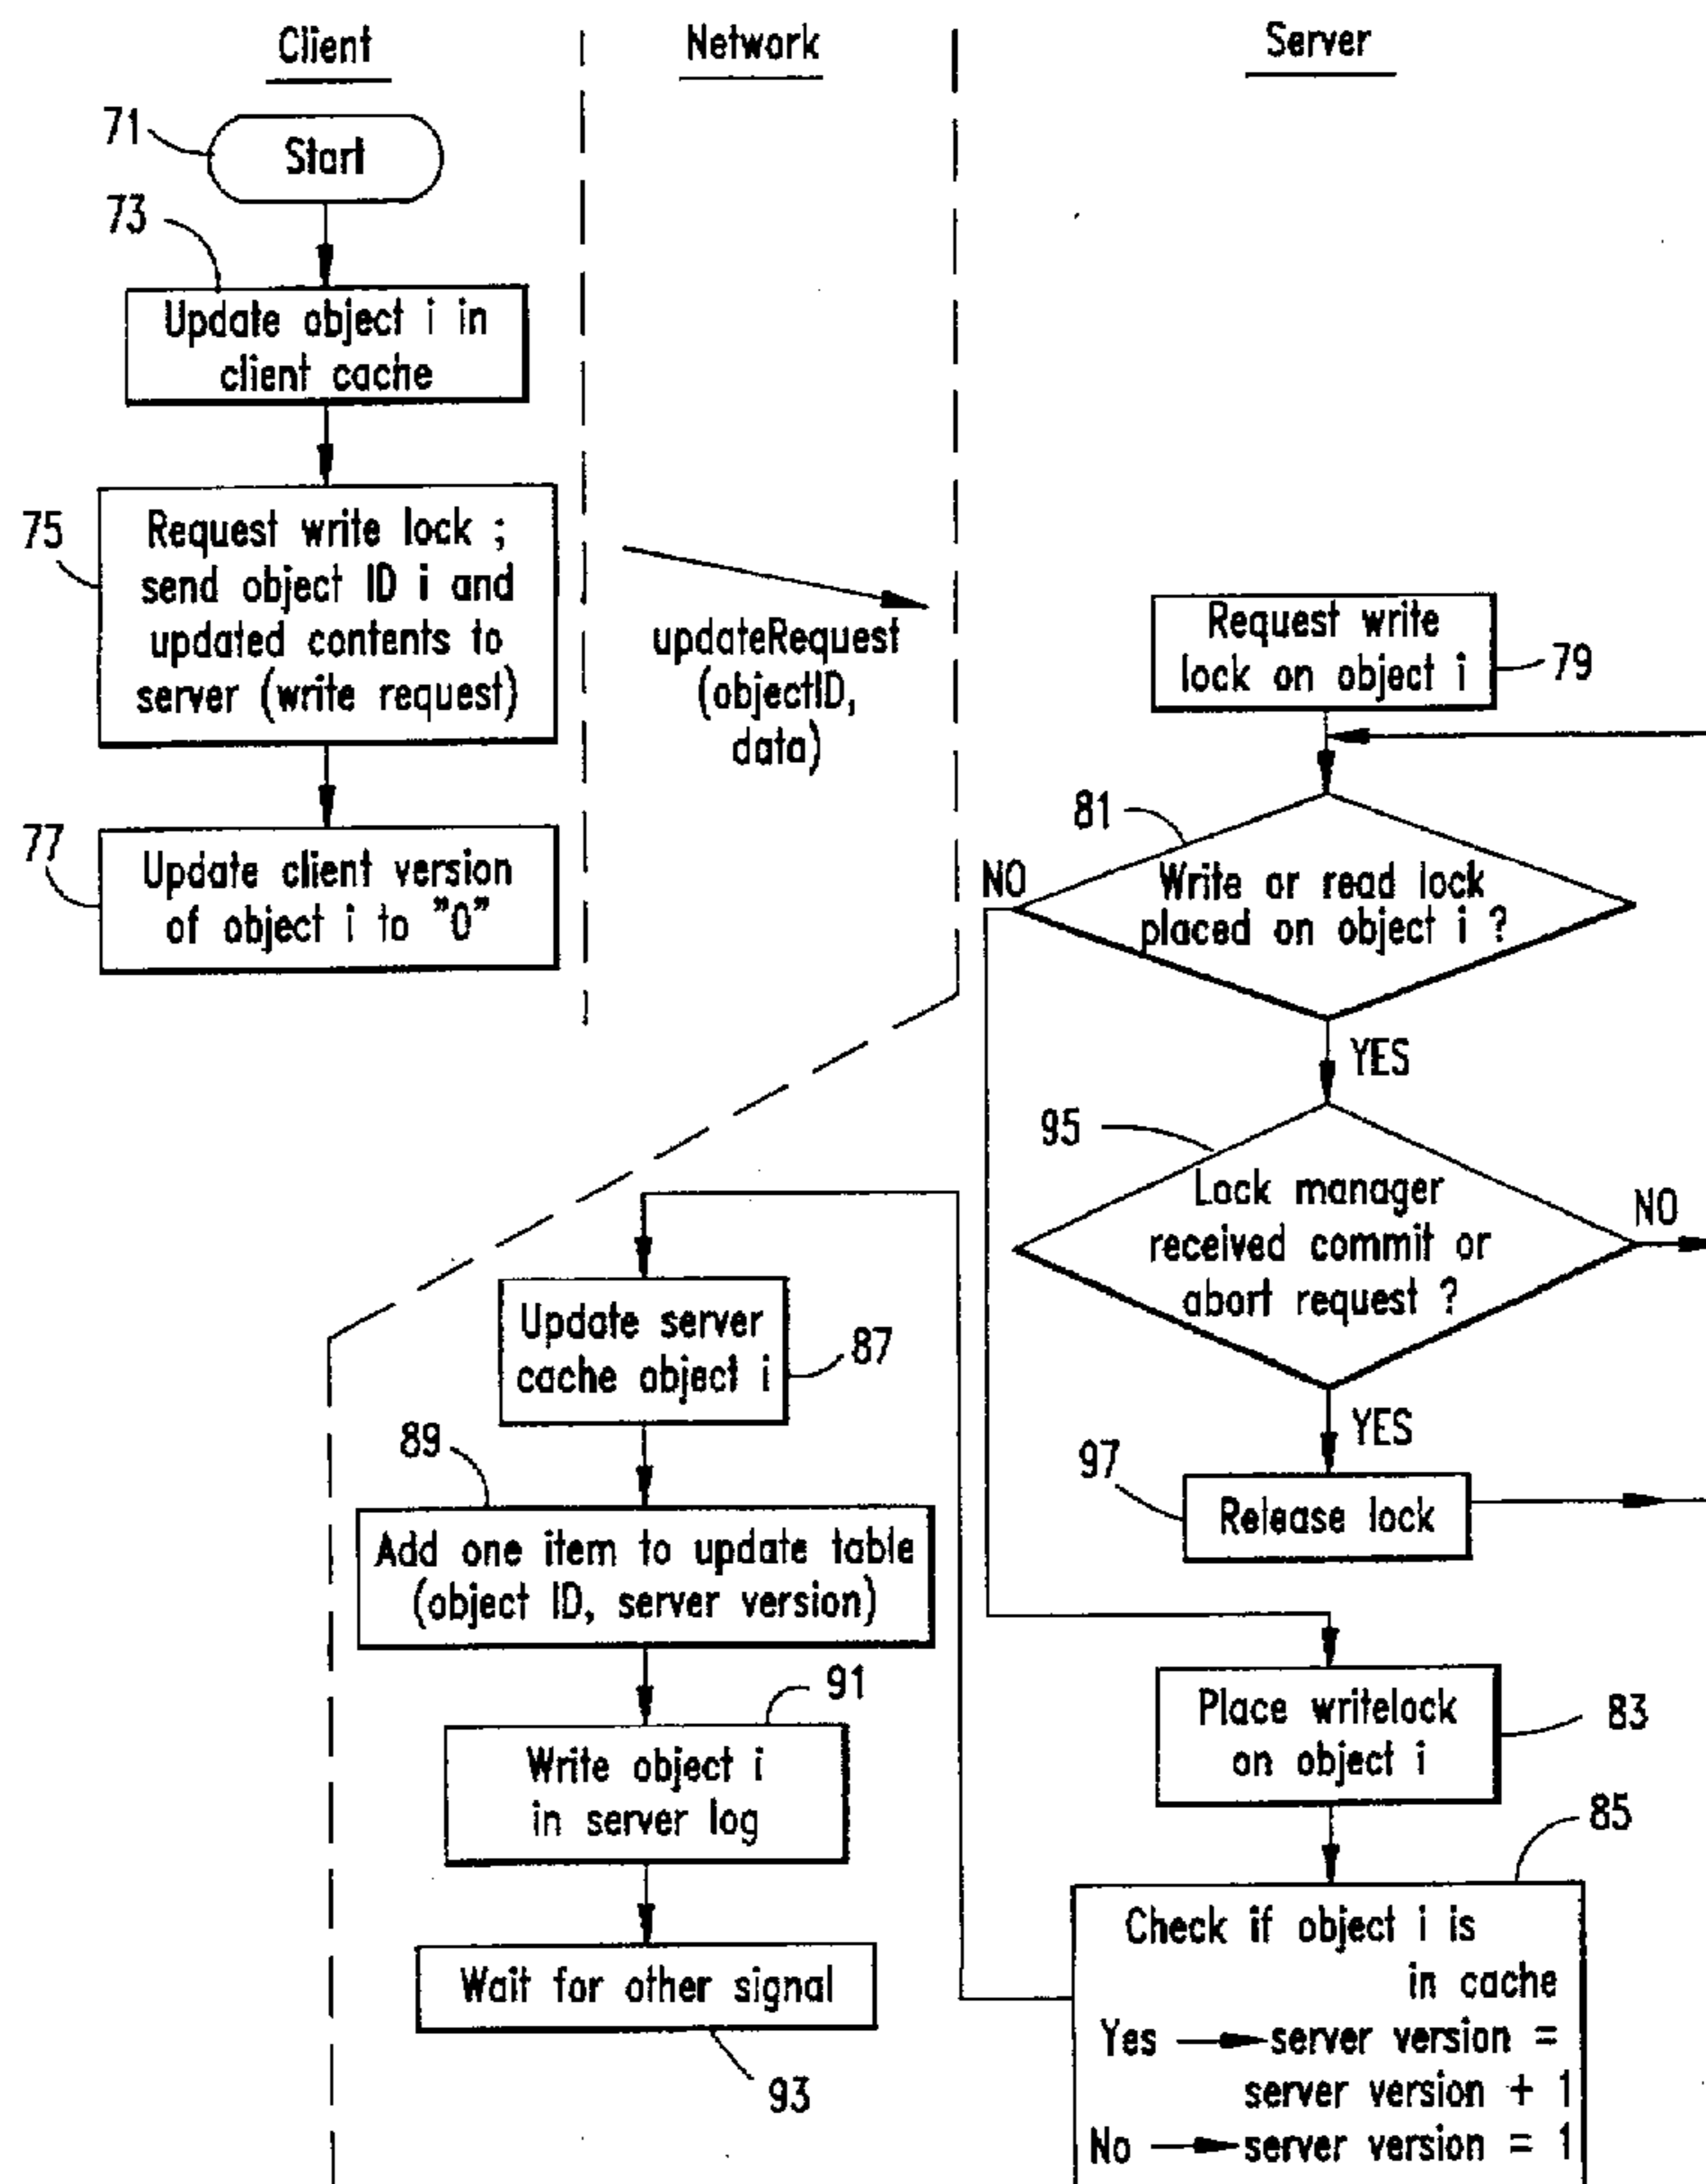 Client
Network
Server
71
Start
73
Update object i in
client cache
75
Request write lock ;
send object ID i and
updated contents to
server (write request)
updateRequest
(objectID,
data)
77
Update client version
of object i to "0"
Request write
lock on object i
79
81
NO
Write or read lock
placed on object i ?
YES
95
Lock manager
received commit or
abort request ?
NO
YES
97
Release lock
Place writelock
on object i
83
85
Check if object i is
in cache
Yes server version =
server version + 1
No server version = 1
Update server
cache object i
87
89
Add one item to update table
(object ID, server version)
91
Write object i
in server log
Wait for other signal
93